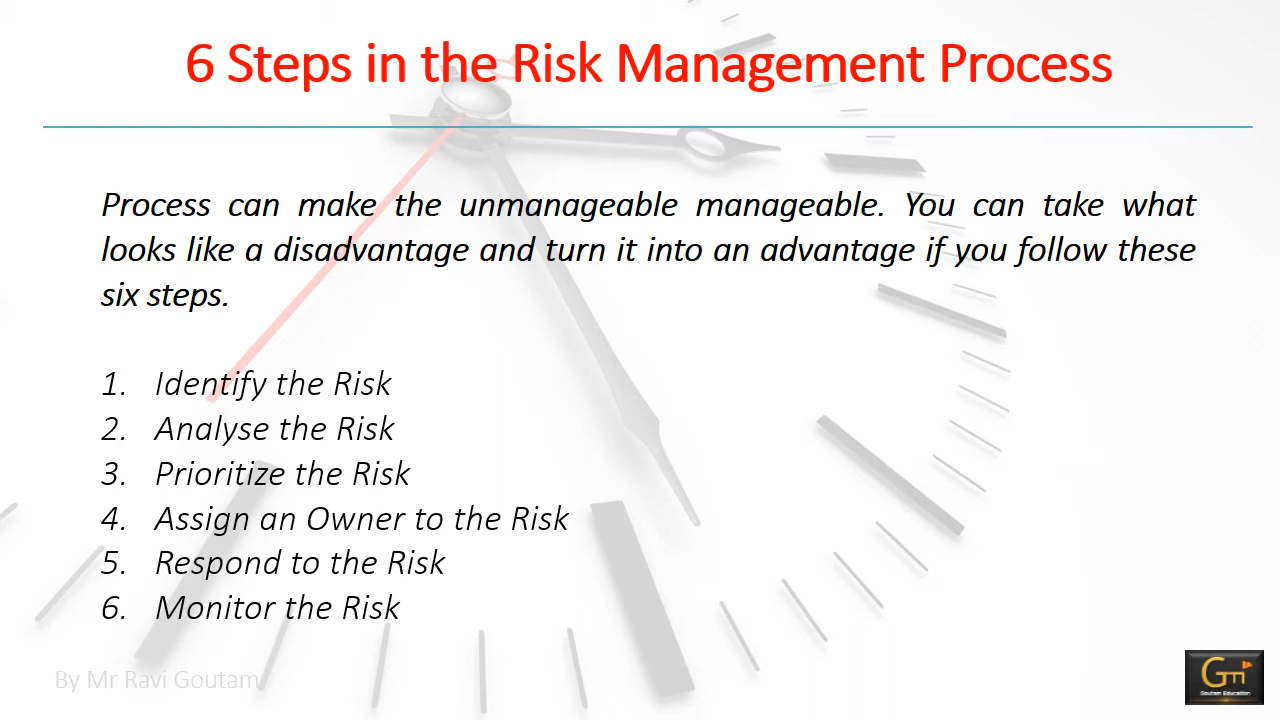 6 Steps in the Risk Management Process
Process can make the unmanageable manageable. You can take what
looks like a disadvantage and turn it into an advantage if you follow these
six steps.
1. Identify the Risk
2. Analyse the Risk
3. Prioritize the Risk
4. Assign an Owner to the Risk
5. Respond to the Risk
6. Monitor the Risk
By Mr Ravi Goutam
Goutam Education